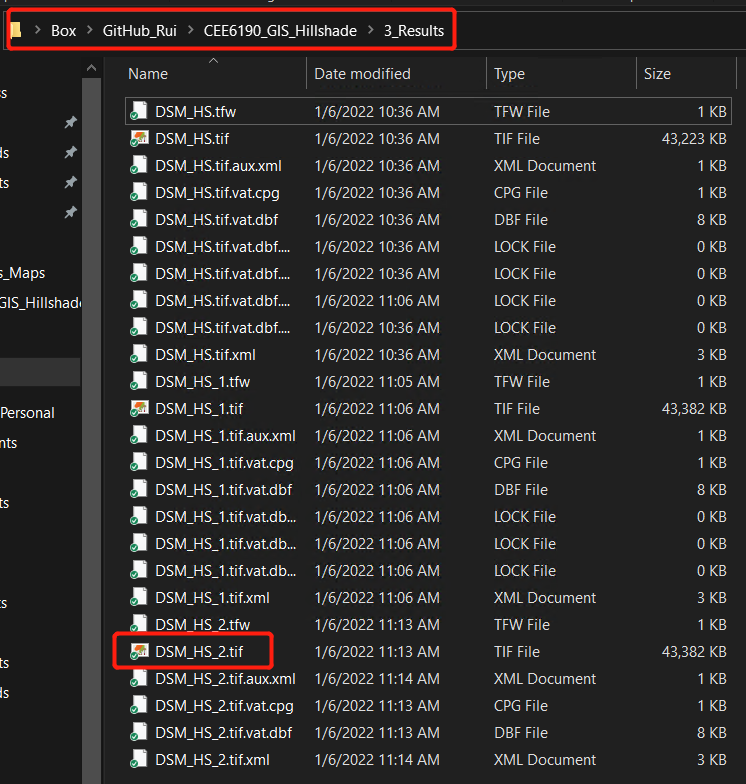 Box > GitHub_Rui > CEE6190_GIS_Hillshade > 3_Results
Name Date modified Type Size
DSM_HS.tfw 1/6/2022 10:36 AM TFW File 1 KB
DSM_HS.tif 1/6/2022 10:36 AM TIF File 43,223 KB
DSM_HS.tif.aux.xml 1/6/2022 10:36 AM XML Document 1 KB
DSM_HS.tif.vat.cpg 1/6/2022 10:36 AM CPG File 1 KB
DSM_HS.tif.vat.dbf 1/6/2022 10:36 AM DBF File 8 KB
DSM_HS.tif.vat.dbf.... 1/6/2022 10:36 AM LOCK File 0 KB
DSM_HS.tif.vat.dbf.... 1/6/2022 10:36 AM LOCK File 0 KB
DSM_HS.tif.vat.dbf.... 1/6/2022 11:06 AM LOCK File 0 KB
DSM_HS.tif.vat.dbf.... 1/6/2022 10:36 AM LOCK File 0 KB
DSM_HS.tif.xml 1/6/2022 10:36 AM XML Document 3 KB
DSM_HS_1.tfw 1/6/2022 11:05 AM TFW File 1 KB
DSM_HS_1.tif 1/6/2022 11:06 AM TIF File 43,382 KB
DSM_HS_1.tif.aux.xml 1/6/2022 11:06 AM XML Document 1 KB
DSM_HS_1.tif.vat.cpg 1/6/2022 11:06 AM CPG File 1 KB
DSM_HS_1.tif.vat.dbf 1/6/2022 11:06 AM DBF File 8 KB
DSM_HS_1.tif.vat.db... 1/6/2022 11:06 AM LOCK File 0 KB
DSM_HS_1.tif.vat.db... 1/6/2022 11:06 AM LOCK File 0 KB
DSM_HS_1.tif.vat.db... 1/6/2022 11:06 AM LOCK File 0 KB
DSM_HS_1.tif.xml 1/6/2022 11:06 AM XML Document 3 KB
DSM_HS_2.tfw 1/6/2022 11:13 AM TFW File 1 KB
DSM_HS_2.tif 1/6/2022 11:13 AM TIF File 43,382 KB
DSM_HS_2.tif.aux.xml 1/6/2022 11:14 AM XML Document 1 KB
DSM_HS_2.tif.vat.cpg 1/6/2022 11:14 AM CPG File 1 KB
DSM_HS_2.tif.vat.dbf 1/6/2022 11:13 AM DBF File 8 KB
DSM_HS_2.tif.xml 1/6/2022 11:14 AM XML Document 3 KB
s_Maps
GIS_Hillshade
Personal